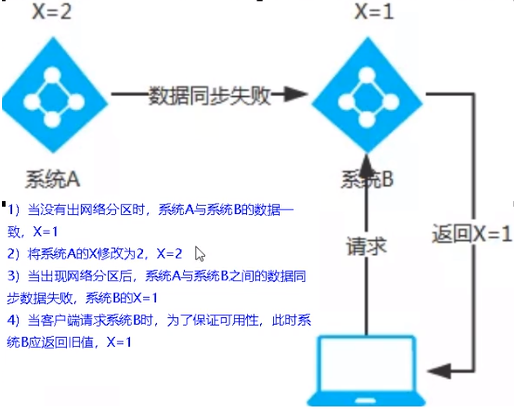 X=2
X=1
数据同步失败
系统A
系统B
1）当没有出网络分区时，系统A与系统B的数据一
致，X=1
2）将系统A的X修改为2，X=2
3）当出现网络分区后，系统A与系统B之间的数据同
步数据失败，系统B的X=1
4）当客户端请求系统B时，为了保证可用性，此时系
统B应返回旧值，X=1
请求
返回X=1